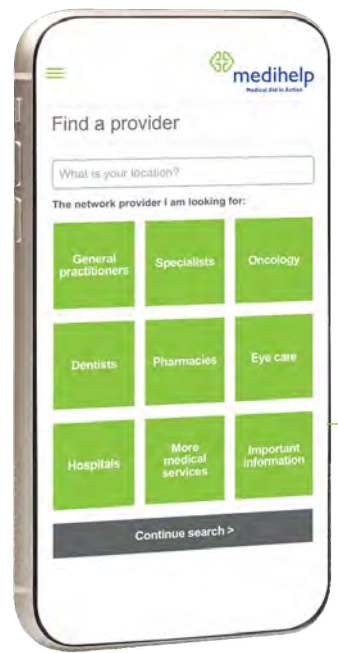 medihelp
Medical Aid in Action
Find a provider
What is your location?
The network provider I am looking for:
General
practitioners
Specialists
Oncology
Dentists
Pharmacies
Eye care
Hospitals
More
medical
services
Important
Information
Continue search >